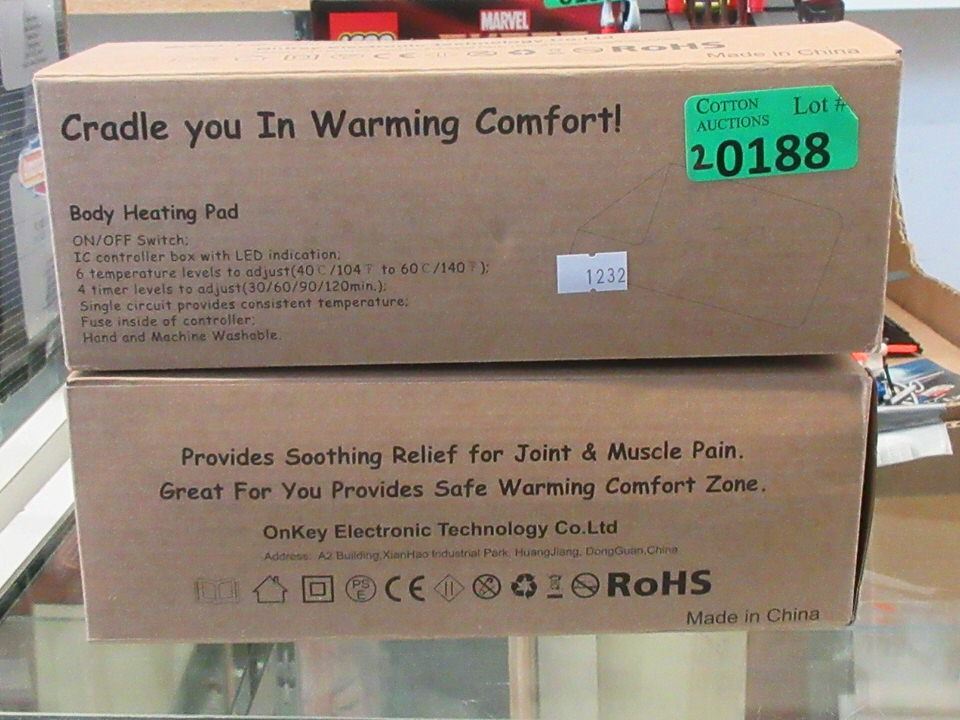 LEGO
MARVEL
RoHS
Made in China
Cradle you In Warming Comfort!
COTTON AUCTIONS Lot #
20188
Body Heating Pad
ON/OFF Switch;
IC controller box with LED indication;
6 temperature levels to adjust(40℃/104℉ to 60℃/140℉);
4 timer levels to adjust(30/60/90/120min.);
Single circuit provides consistent temperature;
Fuse inside of controller;
Hand and Machine Washable.
1232
Provides Soothing Relief for Joint & Muscle Pain.
Great For You Provides Safe Warming Comfort Zone.
OnKey Electronic Technology Co.Ltd
Address: A2 Building,XianHao Industrial Park, HuangJiang, DongGuan,China
PS E CE RoHS
Made in China